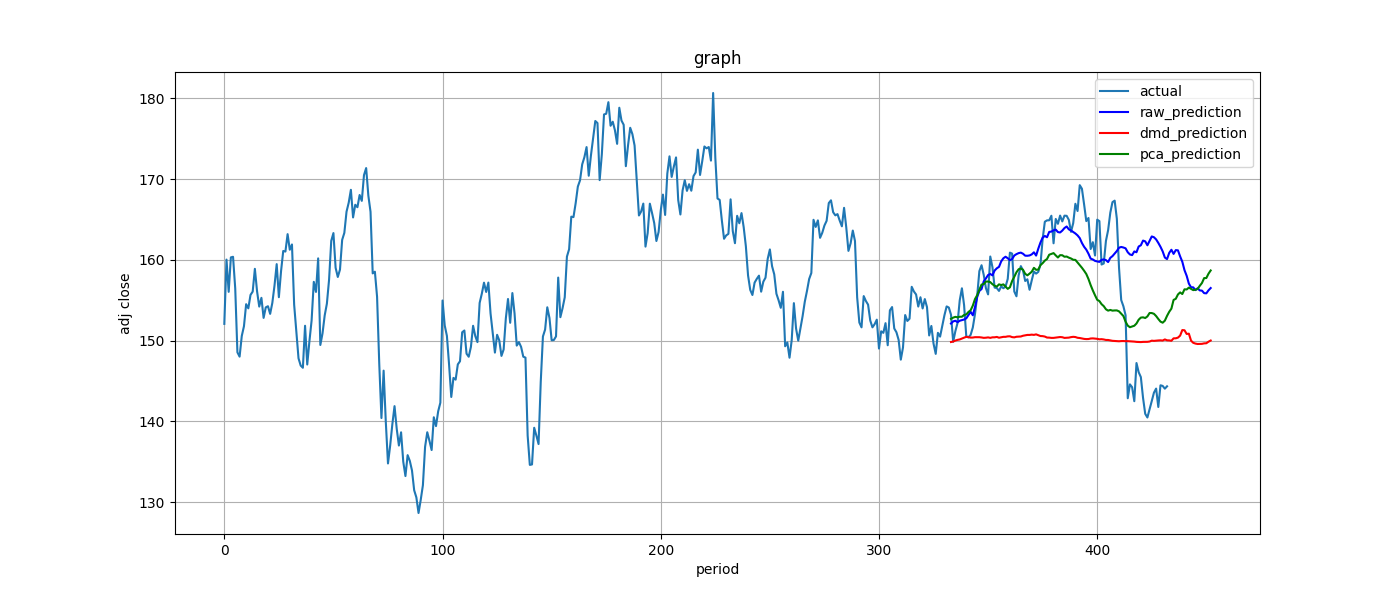 graph
actual
raw_prediction
dmd_prediction
pca_prediction
180
170
160
150
140
130
adj close
0 100 200 300 400
period